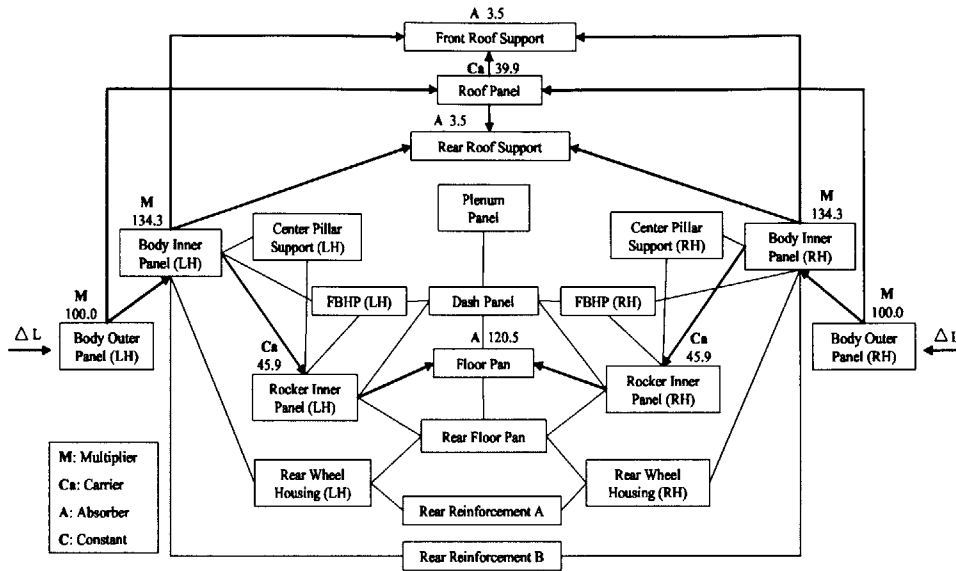 A 3.5
Front Roof Support
Ca 39.9
Roof Panel
A 3.5
Rear Roof Support
M
134.3
Body Inner
Panel (LH)
Center Pillar
Support (LH)
Plenum
Panel
Center Pillar
Support (RH)
M
134.3
Body Inner
Panel (RH)
FBHP (LH)
Dash Panel
FBHP (RH)
M
100.0
Body Outer
Panel (LH)
△L
M
100.0
Body Outer
Panel (RH)
△L
Ca
45.9
Rocker Inner
Panel (LH)
A 120.5
Floor Pan
Ca
45.9
Rocker Inner
Panel (RH)
Rear Floor Pan
Rear Wheel
Housing (LH)
Rear Wheel
Housing (RH)
Rear Reinforcement A
Rear Reinforcement B
M: Multiplier
Ca: Carrier
A: Absorber
C: Constant